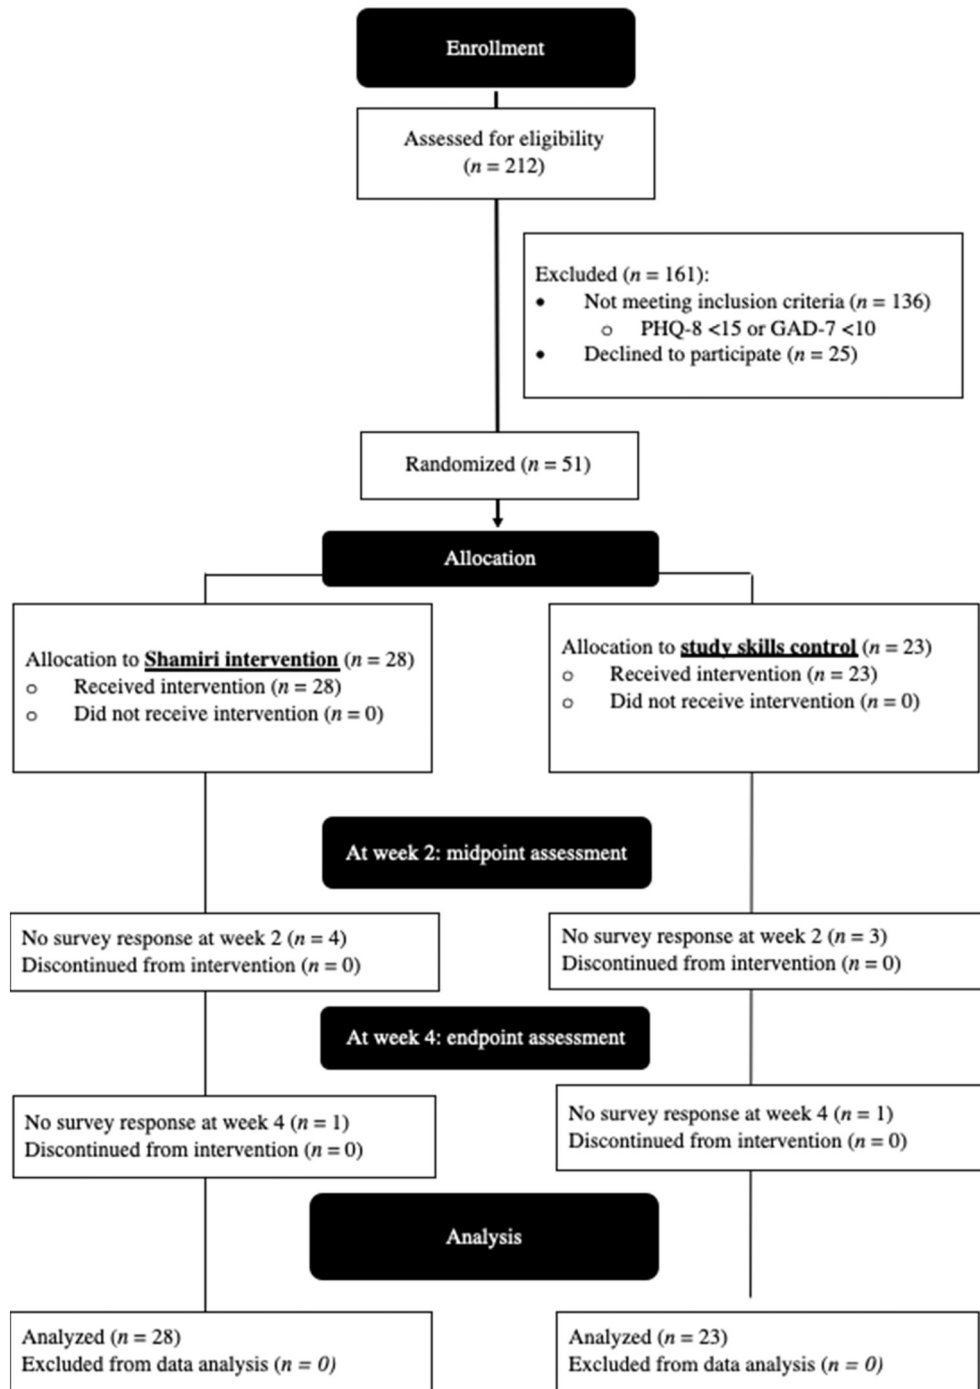 Enrollment
Assessed for eligibility
(n = 212)
Excluded (n = 161):
• Not meeting inclusion criteria (n = 136)
o PHQ-8 <15 or GAD-7 <10
• Declined to participate (n = 25)
Randomized (n = 51)
Allocation
Allocation to Shamiri intervention (n = 28)
o Received intervention (n = 28)
o Did not receive intervention (n = 0)
Allocation to study skills control (n = 23)
o Received intervention (n = 23)
o Did not receive intervention (n = 0)
At week 2: midpoint assessment
No survey response at week 2 (n = 4)
Discontinued from intervention (n = 0)
No survey response at week 2 (n = 3)
Discontinued from intervention (n = 0)
At week 4: endpoint assessment
No survey response at week 4 (n = 1)
Discontinued from intervention (n = 0)
No survey response at week 4 (n = 1)
Discontinued from intervention (n = 0)
Analysis
Analyzed (n = 28)
Excluded from data analysis (n = 0)
Analyzed (n = 23)
Excluded from data analysis (n = 0)